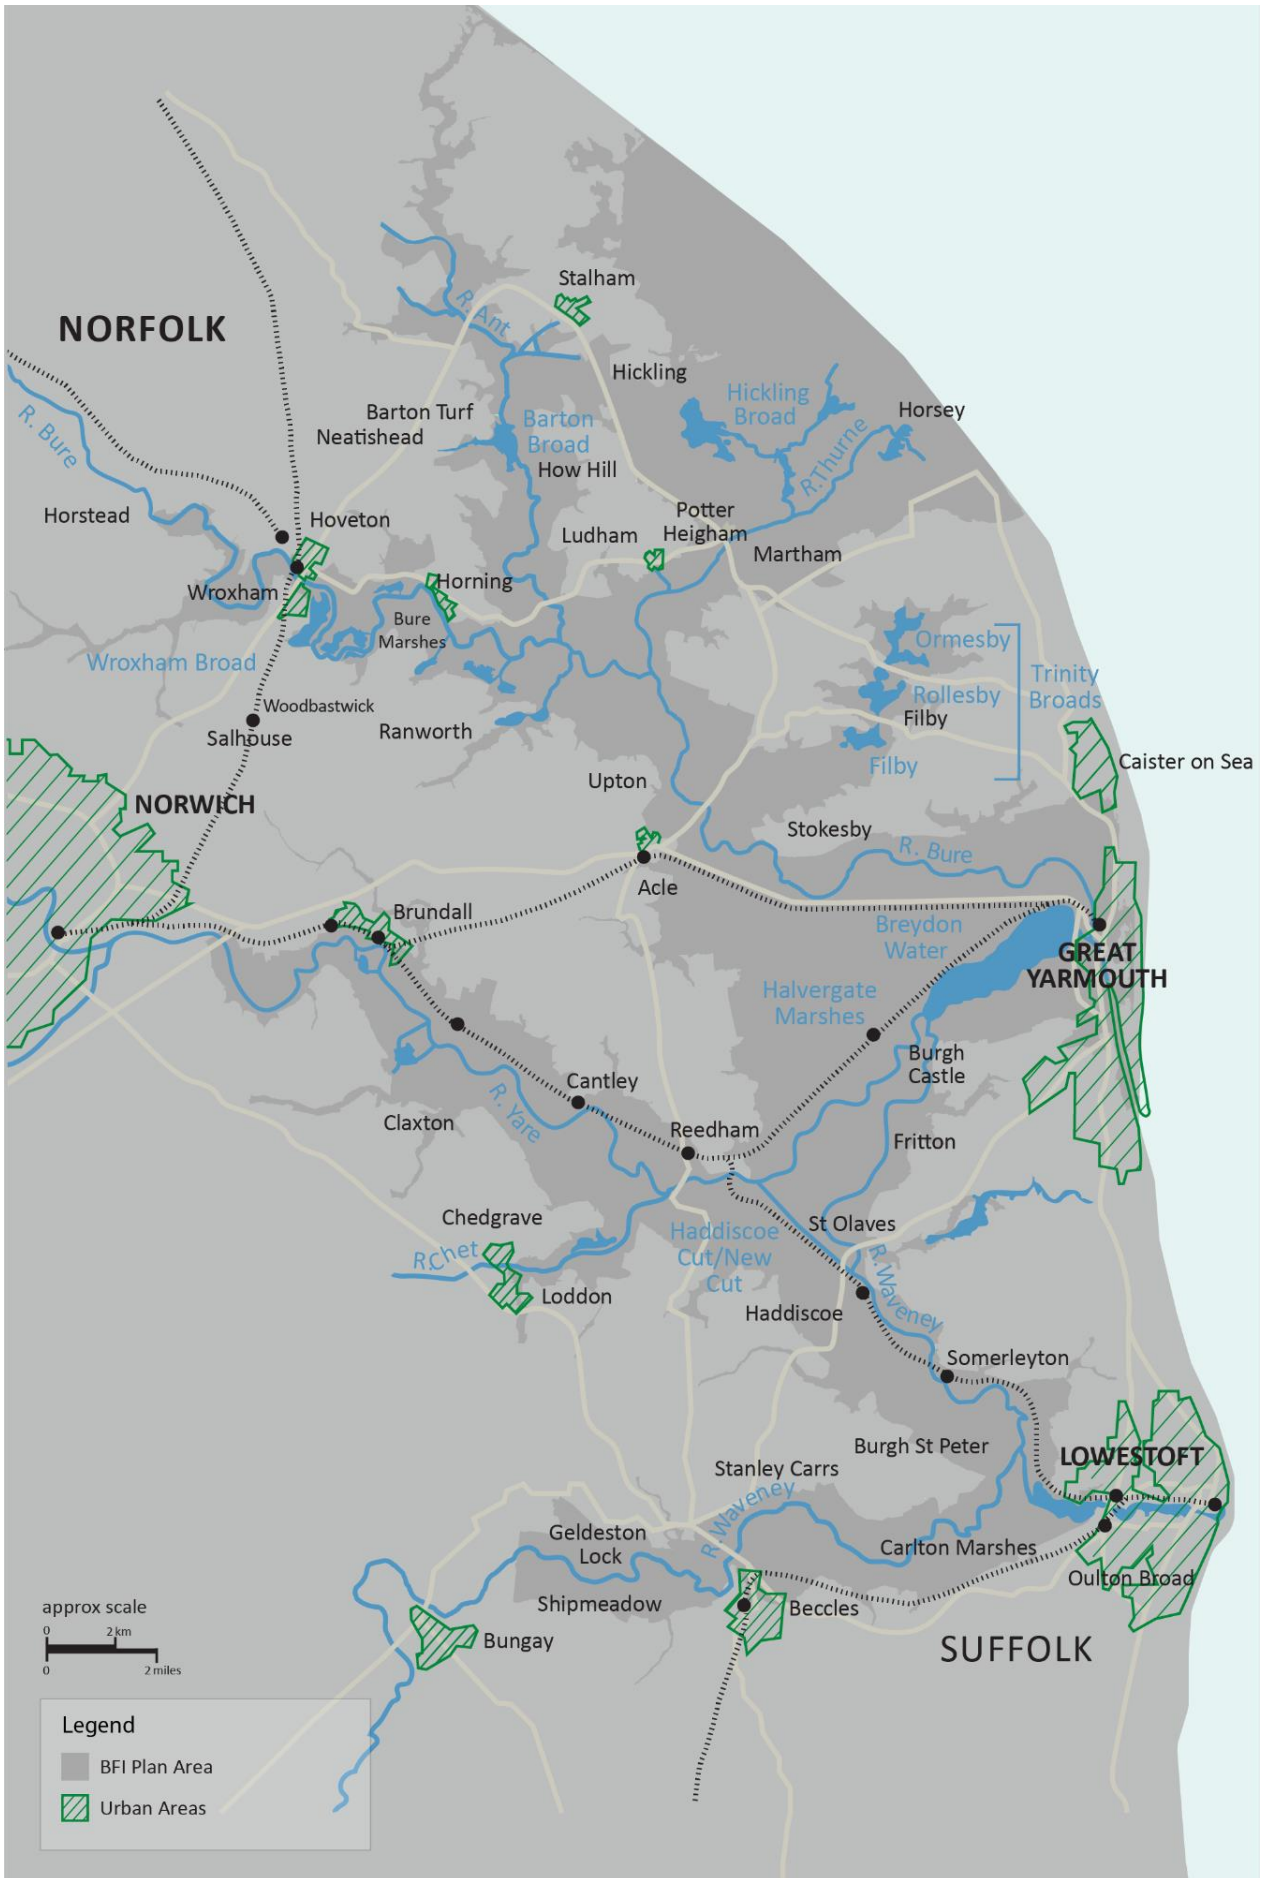 Stalham
R. Ant
NORFOLK
Hickling
Hickling
Broad
Horsey
Barton Turf
Neatishead
Barton
Broad
How Hill
R.Thurne
R. Bure
Horstead
Hoveton
Potter
Heigham
Ludham
Martham
Wroxham
Horning
Bure
Marshes
Ormesby
Wroxham Broad
Trinity
Broads
Rollesby
Filby
Woodbastwick
Salhouse
Ranworth
Filby
Caister on Sea
Upton
NORWICH
Stokesby
R. Bure
Acle
Brundall
Breydon
Water
GREAT
YARMOUTH
Halvergate
Marshes
Burgh
Castle
Cantley
R. Yare
Claxton
Reedham
Fritton
Chedgrave
St Olaves
Haddiscoe
Cut/New
Cut
R.Chet
R.Waveney
Loddon
Haddiscoe
Somerleyton
Burgh St Peter
LOWESTOFT
Stanley Carrs
R.Waveney
Geldeston
Lock
Carlton Marshes
Oulton Broad
Shipmeadow
Beccles
Bungay
SUFFOLK
approx scale
0 2 km
0 2 miles
Legend
BFI Plan Area
Urban Areas